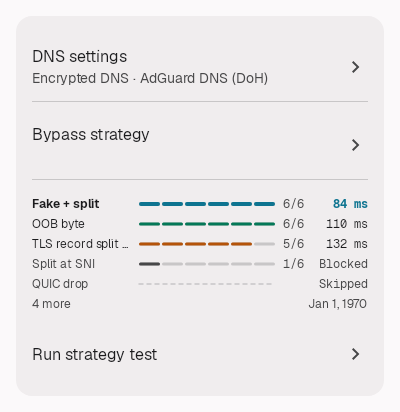 DNS settings
Encrypted DNS · AdGuard DNS (DoH)
Bypass strategy
Fake + split 6/6 84 ms
OOB byte 6/6 110 ms
TLS record split … 5/6 132 ms
Split at SNI 1/6 Blocked
QUIC drop Skipped
4 more Jan 1, 1970
Run strategy test